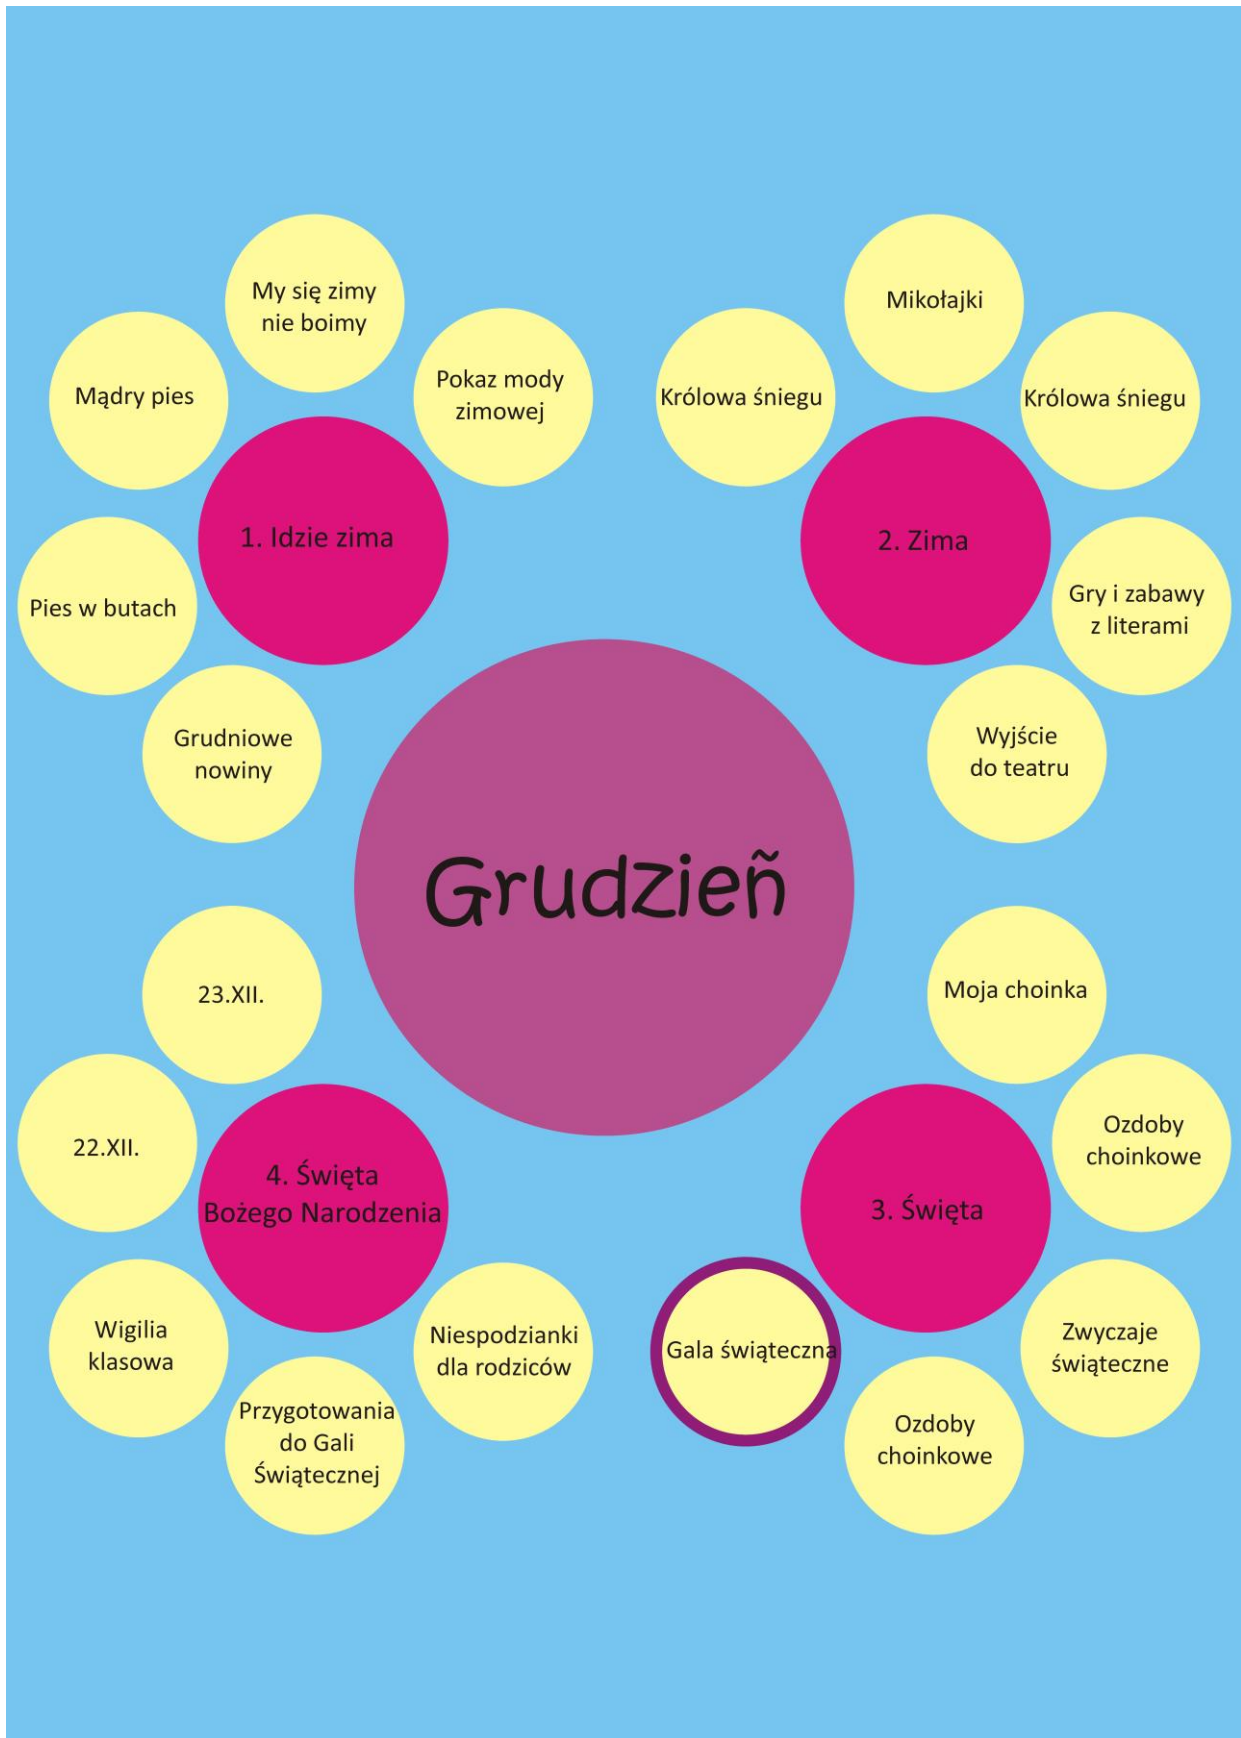 My się zimy
nie boimy
Mądry pies
Pokaz mody
zimowej
1. Idzie zima
Pies w butach
Grudniowe
nowiny
Mikołajki
Królowa śniegu
Królowa śniegu
2. Zima
Gry i zabawy
z literami
Wyjście
do teatru
Grudzieñ
23.XII.
22.XII.
4. Święta
Bożego Narodzenia
Wigilia
klasowa
Przygotowania
do Gali
Świątecznej
Niespodzianki
dla rodziców
Moja choinka
Ozdoby
choinkowe
3. Święta
Zwyczaje
świąteczne
Gala świąteczna
Ozdoby
choinkowe